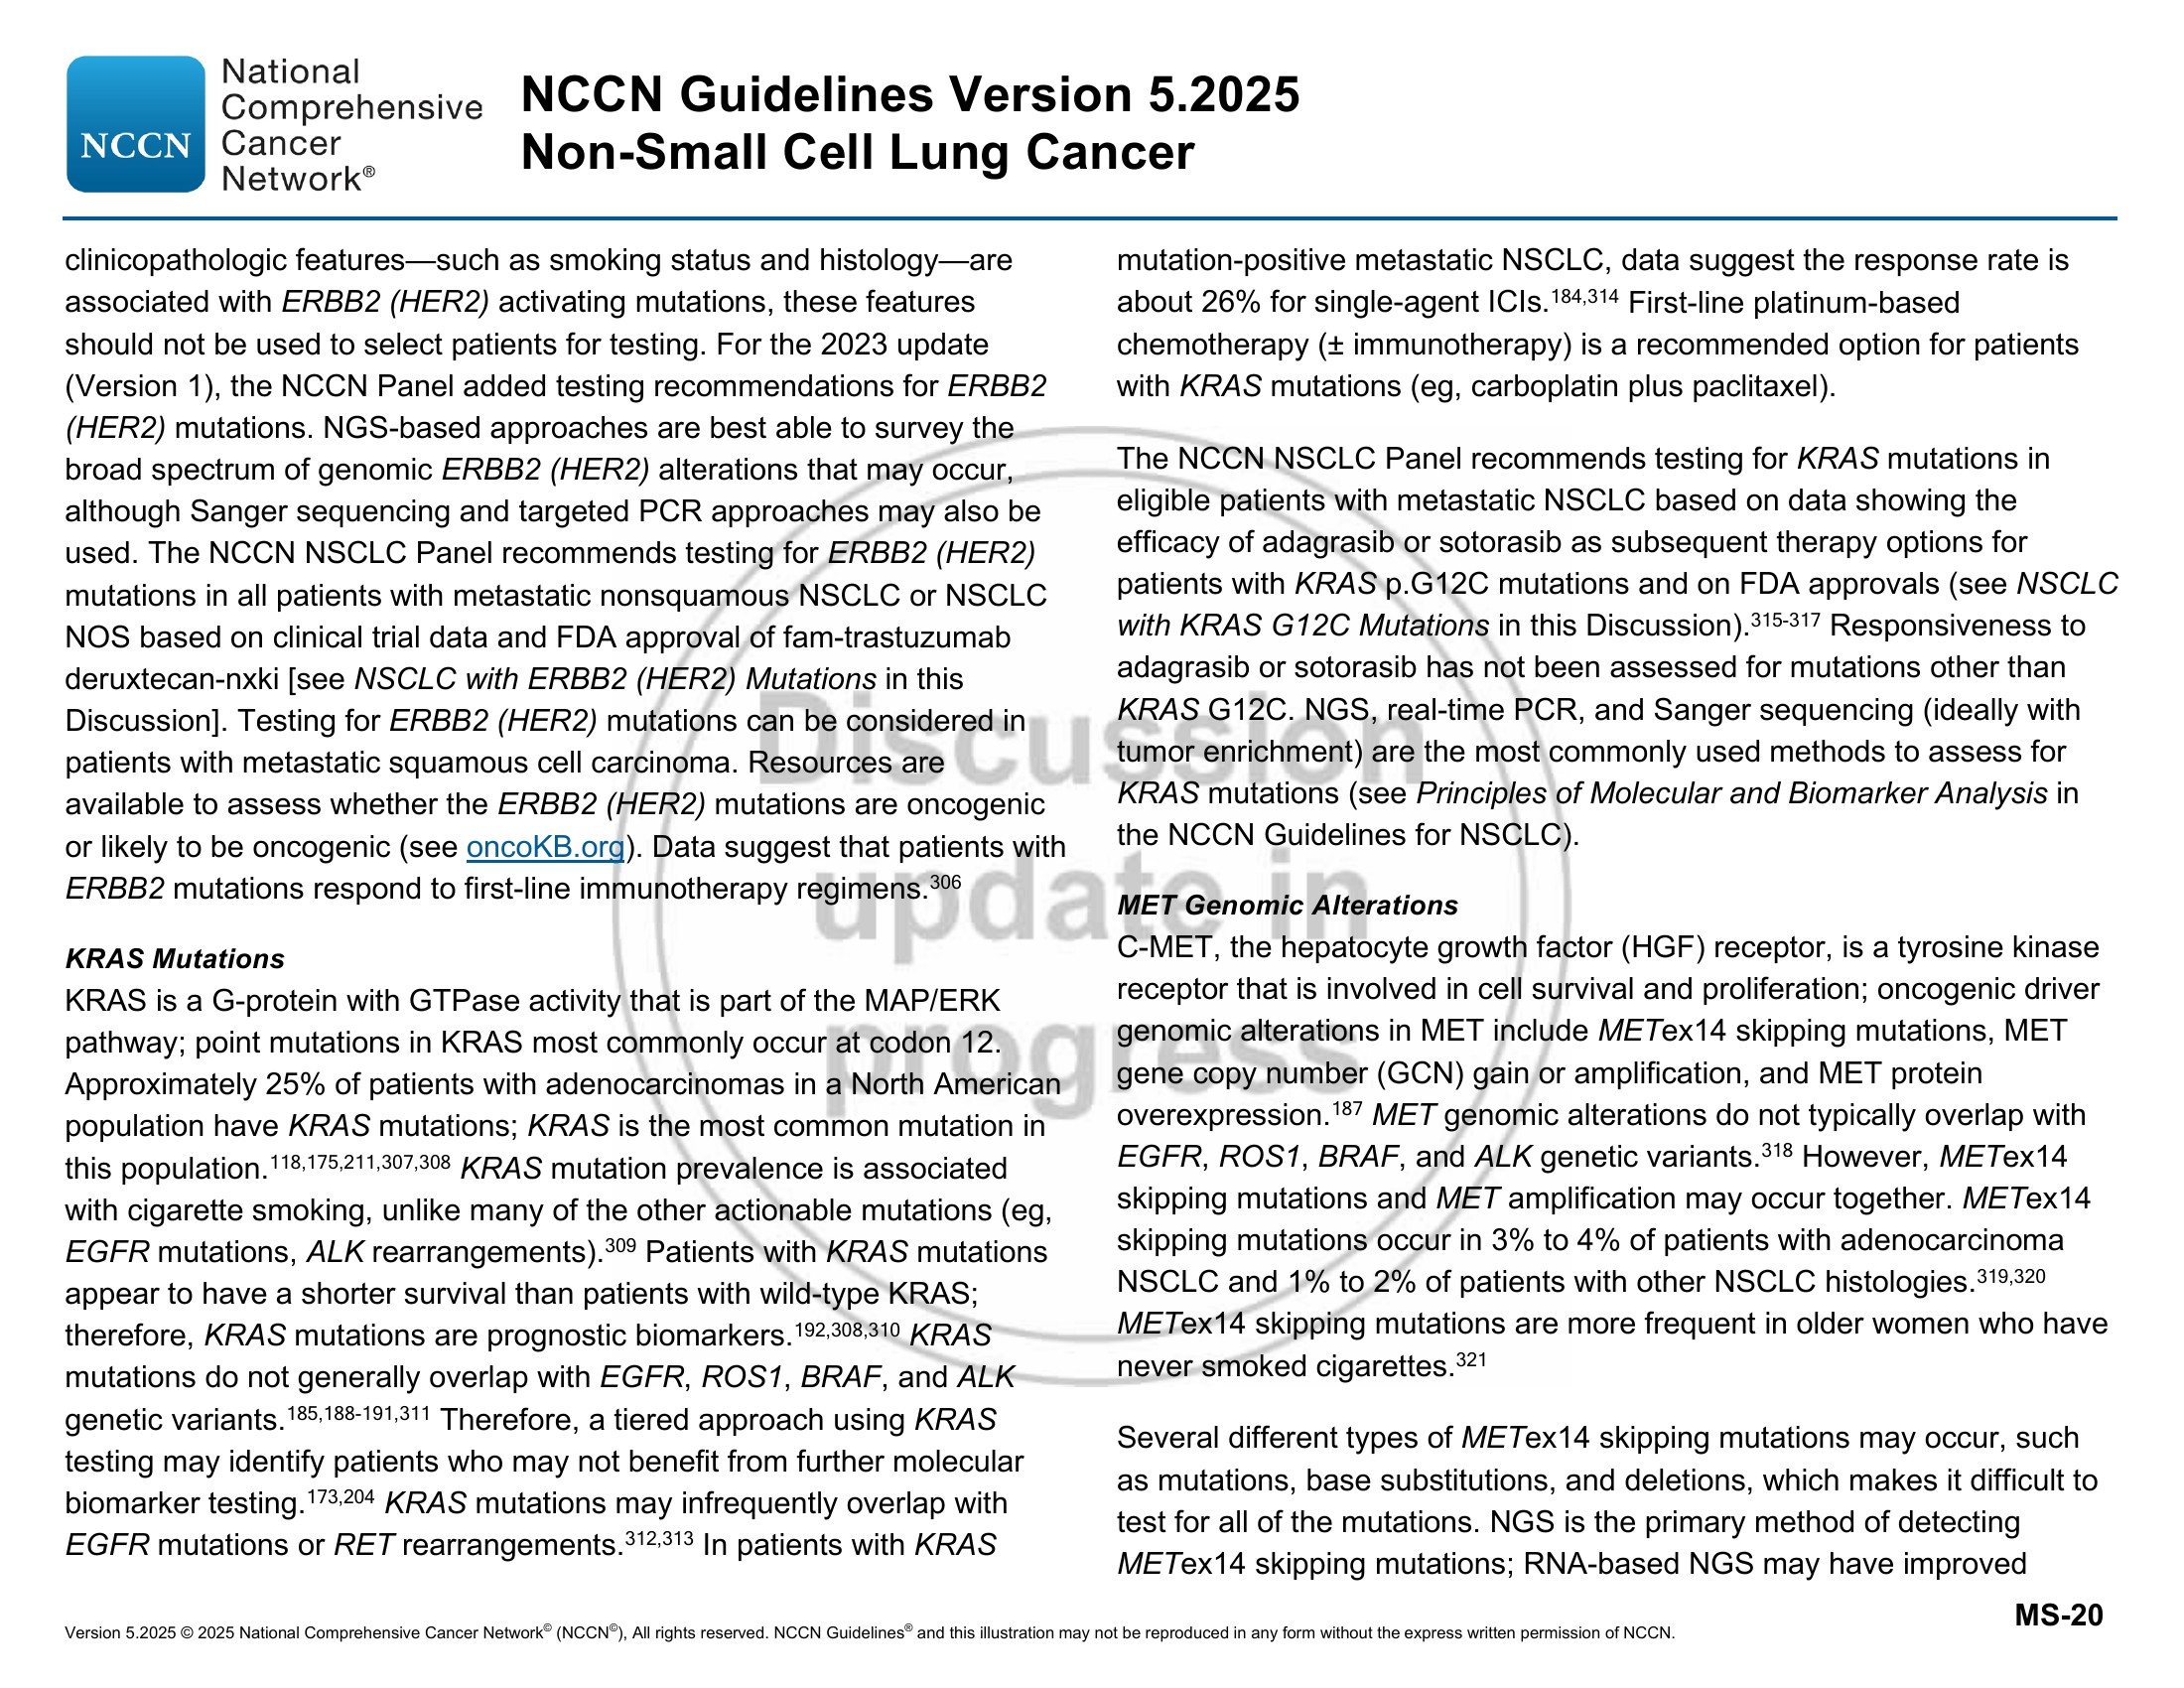 NCCN
National
Comprehensive
Cancer
Network®
NCCN Guidelines Version 5.2025
Non-Small Cell Lung Cancer
clinicopathologic features—such as smoking status and histology—are
associated with ERBB2 (HER2) activating mutations, these features
should not be used to select patients for testing. For the 2023 update
(Version 1), the NCCN Panel added testing recommendations for ERBB2
(HER2) mutations. NGS-based approaches are best able to survey the
broad spectrum of genomic ERBB2 (HER2) alterations that may occur,
although Sanger sequencing and targeted PCR approaches may also be
used. The NCCN NSCLC Panel recommends testing for ERBB2 (HER2)
mutations in all patients with metastatic nonsquamous NSCLC or NSCLC
NOS based on clinical trial data and FDA approval of fam-trastuzumab
deruxtecan-nxki [see NSCLC with ERBB2 (HER2) Mutations in this
Discussion]. Testing for ERBB2 (HER2) mutations can be considered in
patients with metastatic squamous cell carcinoma. Resources are
available to assess whether the ERBB2 (HER2) mutations are oncogenic
or likely to be oncogenic (see oncoKB.org). Data suggest that patients with
ERBB2 mutations respond to first-line immunotherapy regimens.306
KRAS Mutations
KRAS is a G-protein with GTPase activity that is part of the MAP/ERK
pathway; point mutations in KRAS most commonly occur at codon 12.
Approximately 25% of patients with adenocarcinomas in a North American
population have KRAS mutations; KRAS is the most common mutation in
this population.118,175,211,307,308 KRAS mutation prevalence is associated
with cigarette smoking, unlike many of the other actionable mutations (eg,
EGFR mutations, ALK rearrangements).309 Patients with KRAS mutations
appear to have a shorter survival than patients with wild-type KRAS;
therefore, KRAS mutations are prognostic biomarkers.192,308,310 KRAS
mutations do not generally overlap with EGFR, ROS1, BRAF, and ALK
genetic variants.185,188-191,311 Therefore, a tiered approach using KRAS
testing may identify patients who may not benefit from further molecular
biomarker testing.173,204 KRAS mutations may infrequently overlap with
EGFR mutations or RET rearrangements.312,313 In patients with KRAS
mutation-positive metastatic NSCLC, data suggest the response rate is
about 26% for single-agent ICIs.184,314 First-line platinum-based
chemotherapy (± immunotherapy) is a recommended option for patients
with KRAS mutations (eg, carboplatin plus paclitaxel).
The NCCN NSCLC Panel recommends testing for KRAS mutations in
eligible patients with metastatic NSCLC based on data showing the
efficacy of adagrasib or sotorasib as subsequent therapy options for
patients with KRAS p.G12C mutations and on FDA approvals (see NSCLC
with KRAS G12C Mutations in this Discussion).315-317 Responsiveness to
adagrasib or sotorasib has not been assessed for mutations other than
KRAS G12C. NGS, real-time PCR, and Sanger sequencing (ideally with
tumor enrichment) are the most commonly used methods to assess for
KRAS mutations (see Principles of Molecular and Biomarker Analysis in
the NCCN Guidelines for NSCLC).
MET Genomic Alterations
C-MET, the hepatocyte growth factor (HGF) receptor, is a tyrosine kinase
receptor that is involved in cell survival and proliferation; oncogenic driver
genomic alterations in MET include METex14 skipping mutations, MET
gene copy number (GCN) gain or amplification, and MET protein
overexpression.187 MET genomic alterations do not typically overlap with
EGFR, ROS1, BRAF, and ALK genetic variants.318 However, METex14
skipping mutations and MET amplification may occur together. METex14
skipping mutations occur in 3% to 4% of patients with adenocarcinoma
NSCLC and 1% to 2% of patients with other NSCLC histologies.319,320
METex14 skipping mutations are more frequent in older women who have
never smoked cigarettes.321
Several different types of METex14 skipping mutations may occur, such
as mutations, base substitutions, and deletions, which makes it difficult to
test for all of the mutations. NGS is the primary method of detecting
METex14 skipping mutations; RNA-based NGS may have improved
Discussion
update in
progress
MS-20
Version 5.2025 © 2025 National Comprehensive Cancer Network© (NCCN©), All rights reserved. NCCN Guidelines® and this illustration may not be reproduced in any form without the express written permission of NCCN.